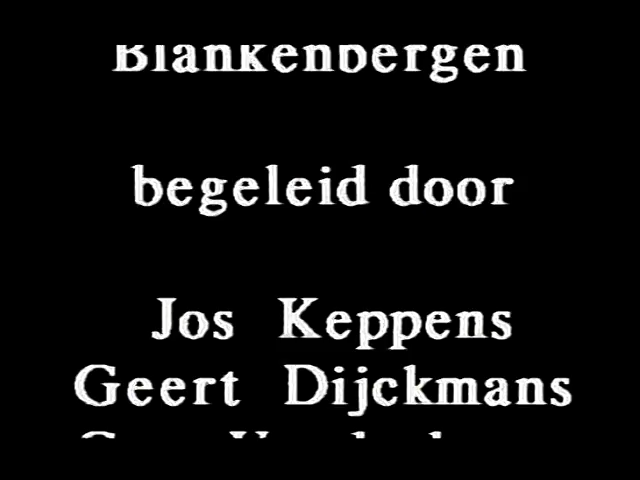 Blankenbergen
begeleid door
Jos Keppens
Geert Dijckmans